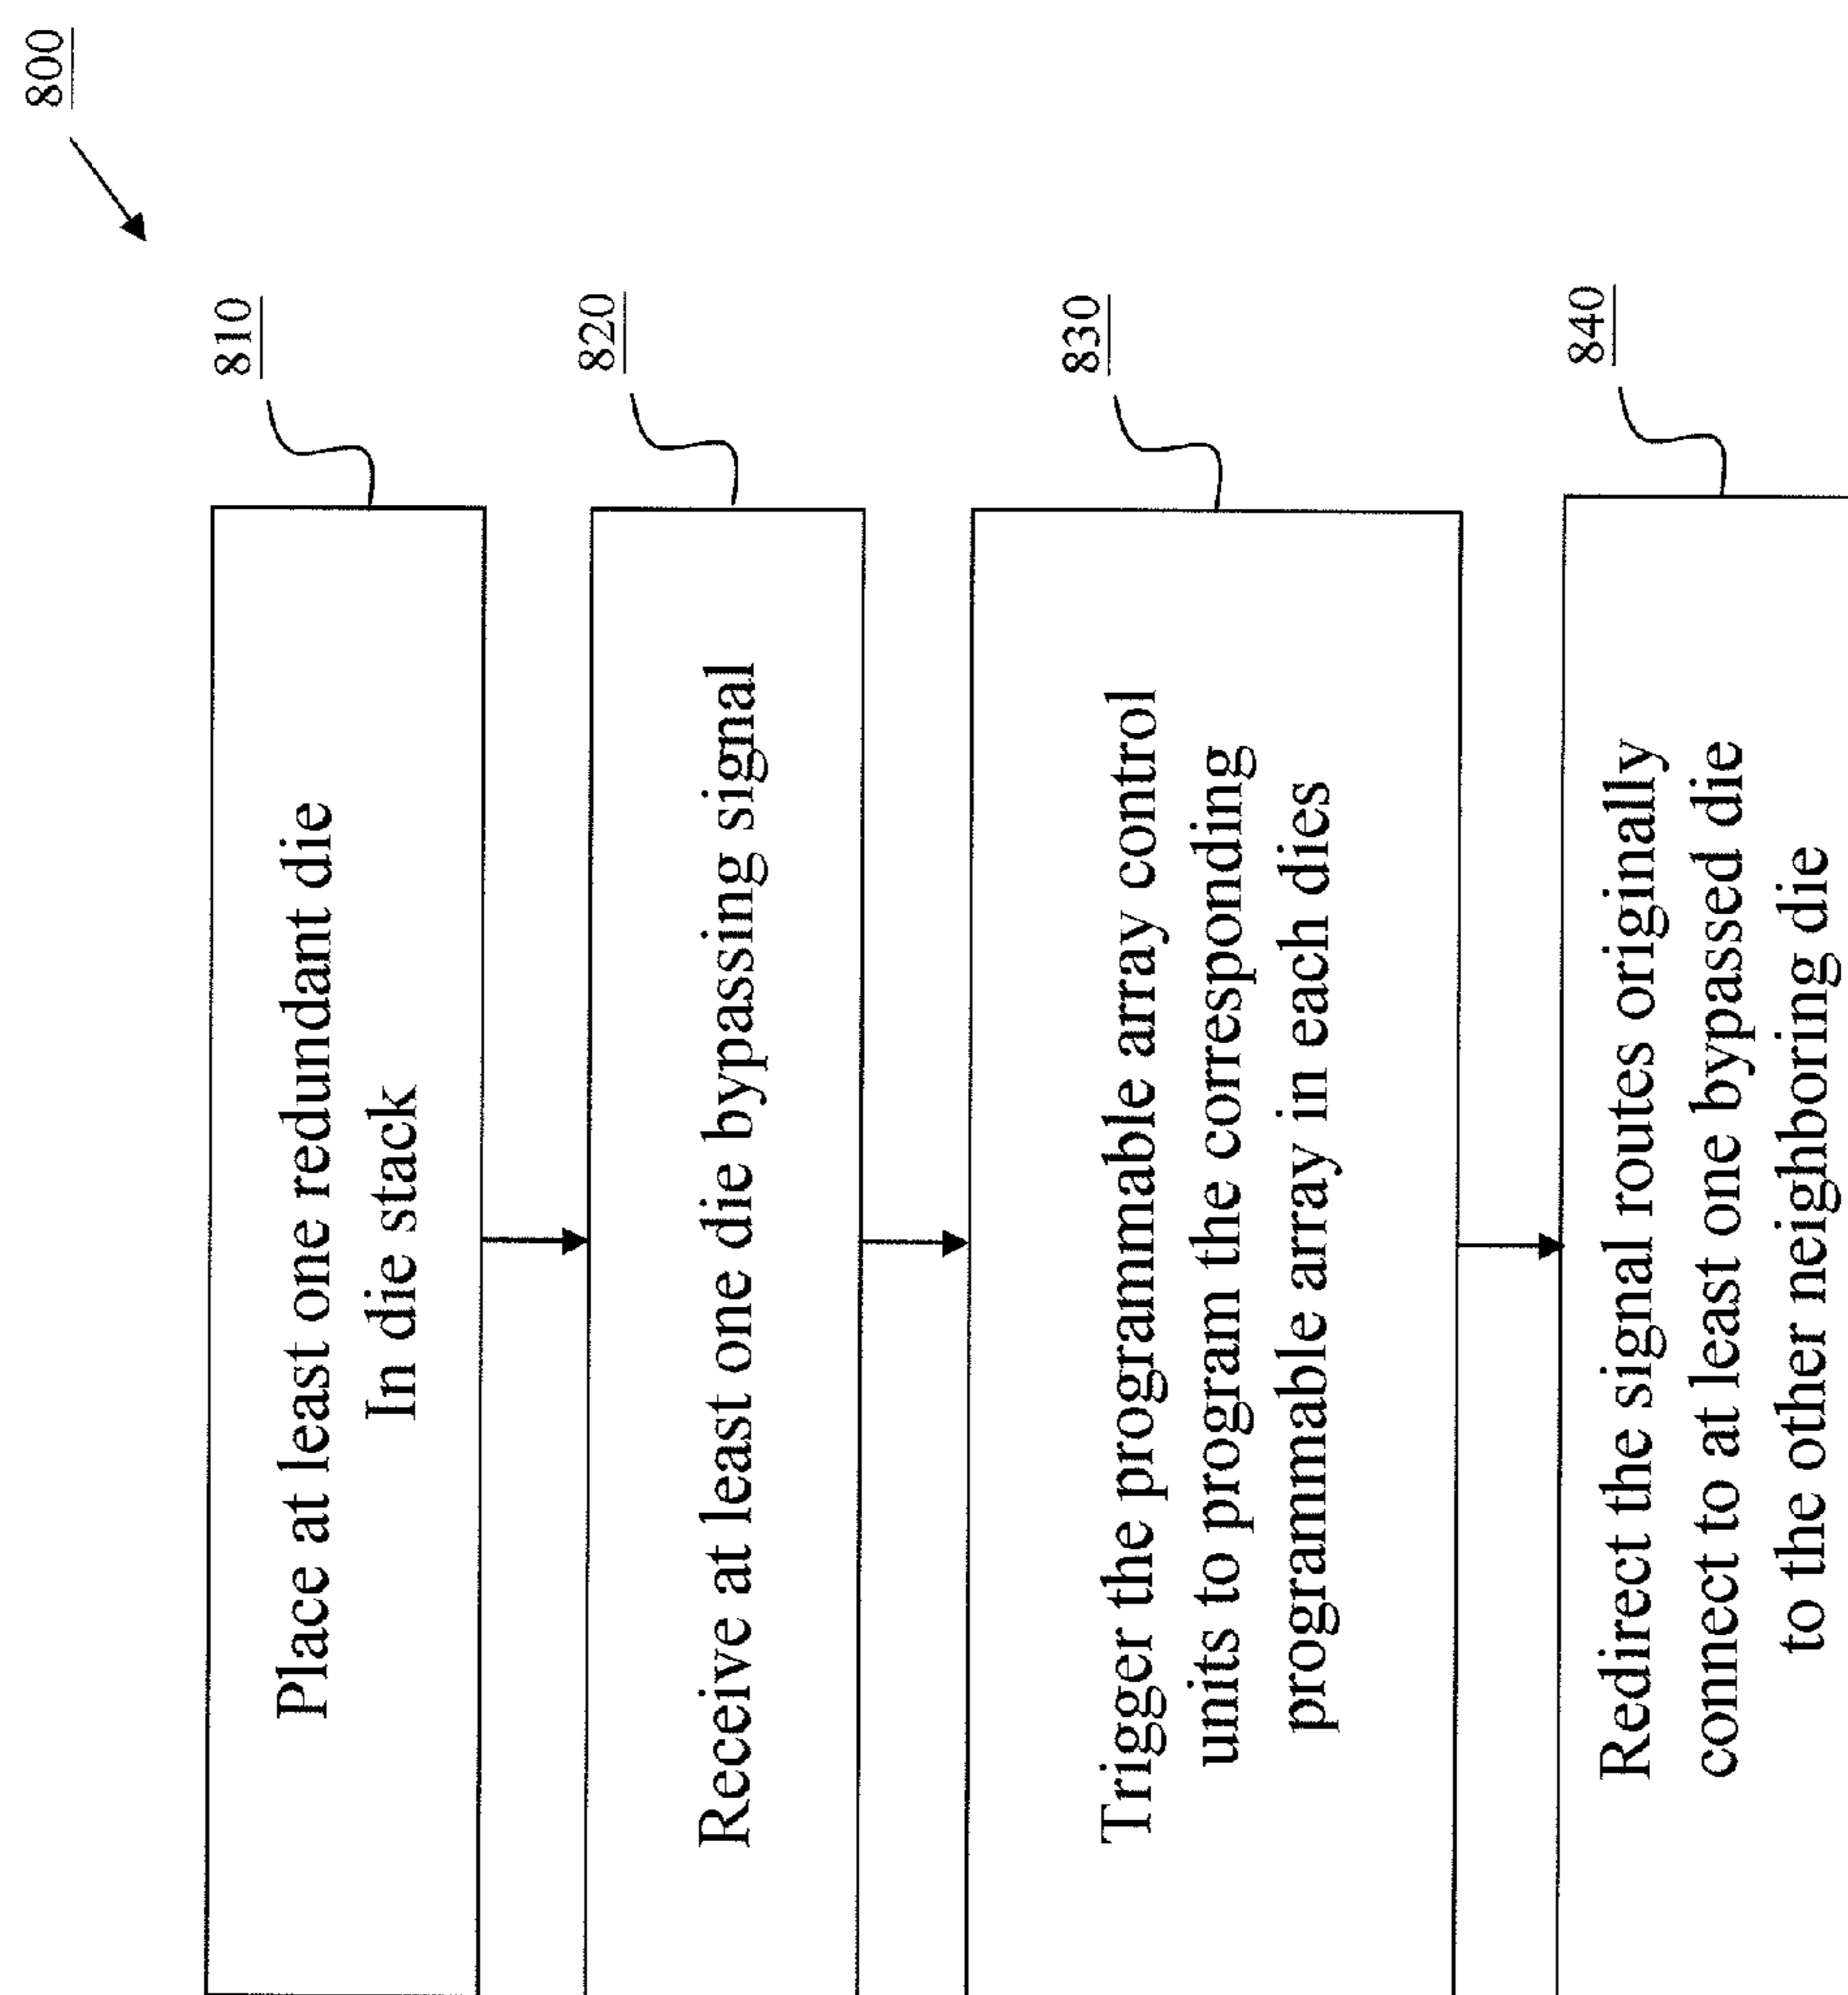 800
810
Place at least one redundant die
In die stack
820
Receive at least one die bypassing signal
830
Trigger the programmable array control
units to program the corresponding
programmable array in each dies
840
Redirect the signal routes originally
connect to at least one bypassed die
to the other neighboring die